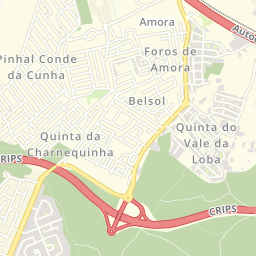 Amora
Autoe
Pinhal Conde
da Cunha
Foros de
Amora
Belsol
Quinta da
Charnequinha
Quinta do
Vale da
Loba
CRIPS
CRIPS